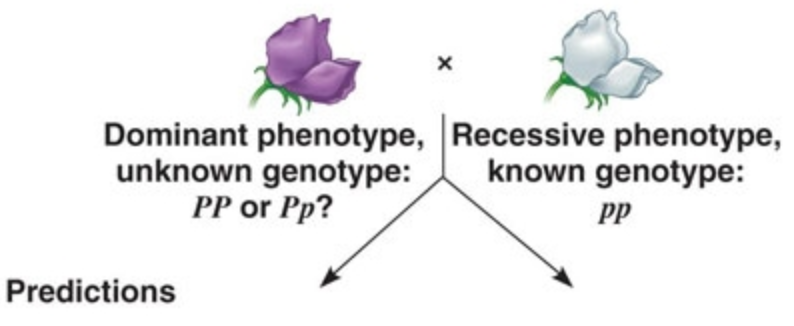 ×
Dominant phenotype,
unknown genotype:
PP or Pp?
Recessive phenotype,
known genotype:
pp
Predictions